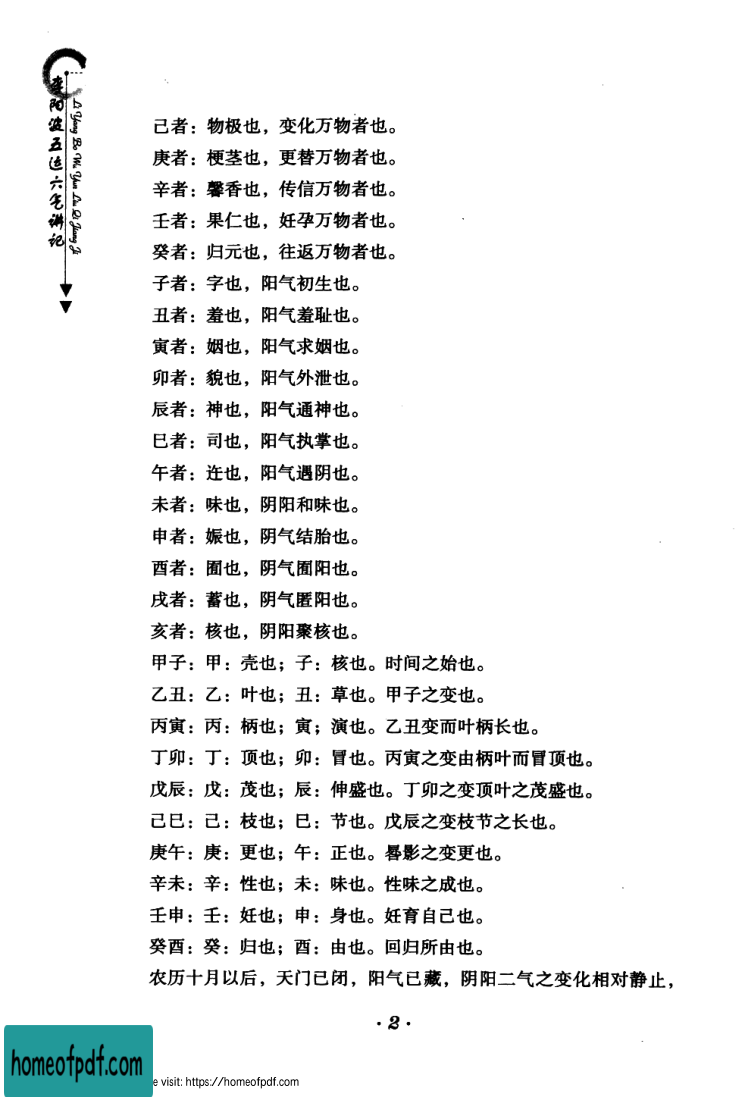 李阳波五运六气讲记
Li Yang Bo Wu Yun Liu Qi Jiang Ji
己者：物极也，变化万物者也。
庚者：梗茎也，更替万物者也。
辛者：馨香也，传信万物者也。
壬者：果仁也，妊孕万物者也。
癸者：归元也，往返万物者也。
子者：字也，阳气初生也。
丑者：羞也，阳气羞耻也。
寅者：姻也，阳气求姻也。
卯者：貌也，阳气外泄也。
辰者：神也，阳气通神也。
巳者：司也，阳气执掌也。
午者：迕也，阳气遇阴也。
未者：味也，阴阳和味也。
申者：娠也，阴气结胎也。
酉者：囿也，阴气囿阳也。
戌者：蓄也，阴气匿阳也。
亥者：核也，阴阳聚核也。
甲子：甲：壳也；子：核也。时间之始也。
乙丑：乙：叶也；丑：草也。甲子之变也。
丙寅：丙：柄也；寅；演也。乙丑变而叶柄长也。
丁卯：丁：顶也；卯：冒也。丙寅之变由柄叶而冒顶也。
戊辰：戊：茂也；辰：伸盛也。丁卯之变顶叶之茂盛也。
己巳：己：枝也；巳：节也。戊辰之变枝节之长也。
庚午：庚：更也；午：正也。晷影之变更也。
辛未：辛：性也；未：味也。性味之成也。
壬申：壬：妊也；申：身也。妊育自己也。
癸酉：癸：归也；酉：由也。回归所由也。
农历十月以后，天门已闭，阳气已藏，阴阳二气之变化相对静止，
·2·
homeofpdf.com
e visit: https://homeofpdf.com